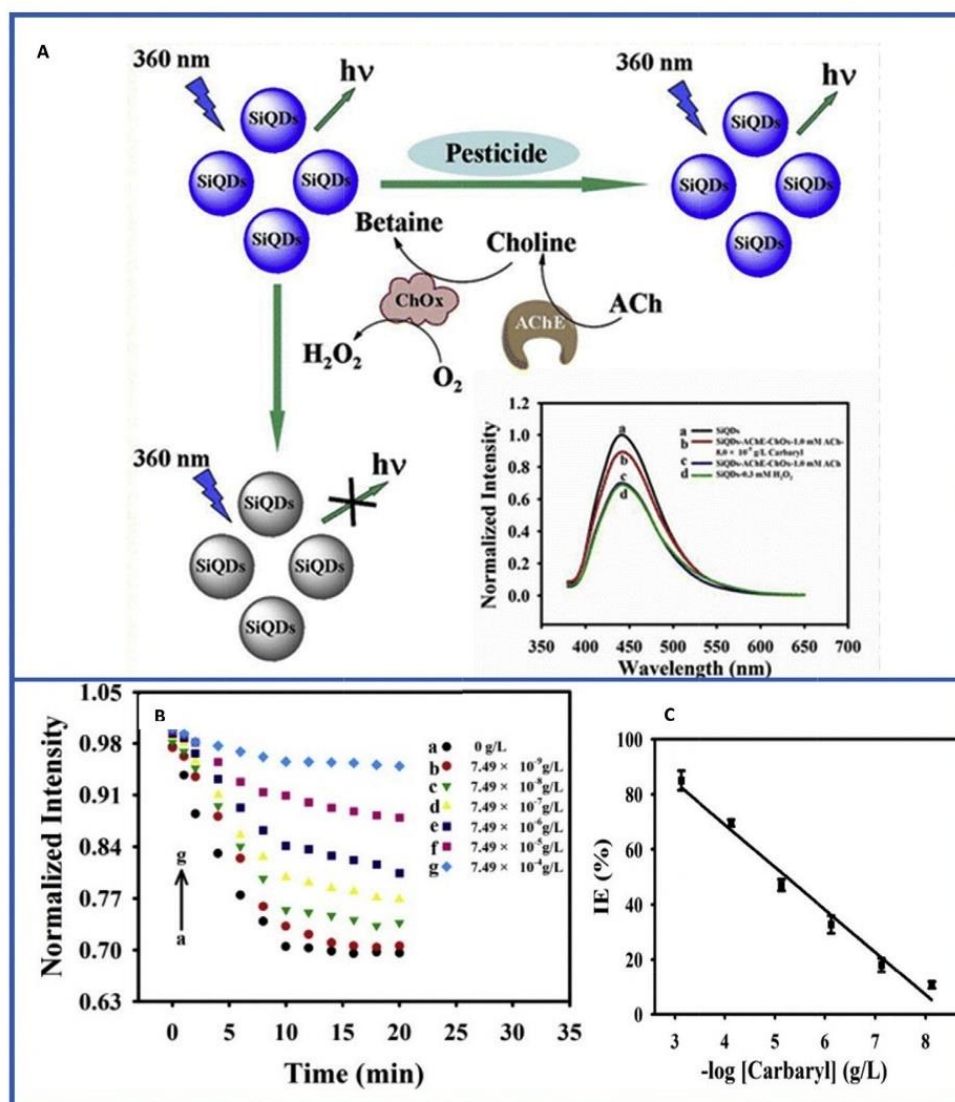 A
360 nm
hν
SiQDs
SiQDs
SiQDs
SiQDs
Pesticide
360 nm
hν
SiQDs
SiQDs
SiQDs
SiQDs
Betaine
Choline
ChOx
AChE
ACh
H₂O₂
O₂
360 nm
hν
SiQDs
SiQDs
SiQDs
SiQDs
Normalized Intensity
1.2
1.0
0.8
0.6
0.4
0.2
0.0
a
b
c
d
a SiQDs
b SiQDs-AChE-ChOx-1.0 mM ACh-
8.0 × 10⁻⁹ g/L Carbaryl
c SiQDs-AChE-ChOx-1.0 mM ACh
d SiQDs-0.3 mM H₂O₂
350 400 450 500 550 600 650 700
Wavelength (nm)
B
Normalized Intensity
1.05
0.98
0.91
0.84
0.77
0.70
0.63
g
a
a 0 g/L
b 7.49 × 10⁻⁹g/L
c 7.49 × 10⁻⁸g/L
d 7.49 × 10⁻⁷g/L
e 7.49 × 10⁻⁶g/L
f 7.49 × 10⁻⁵g/L
g 7.49 × 10⁻⁴g/L
0 5 10 15 20 25 30 35
Time (min)
C
IE (%)
100
80
60
40
20
0
3 4 5 6 7 8
-log [Carbaryl] (g/L)